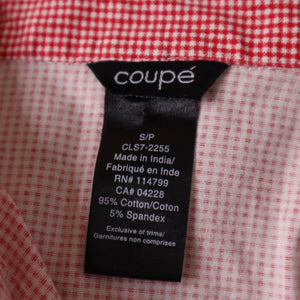 coupé
S/P
CLS7-2255
Made in India/
Fabriqué en Inde
RN# 114799
CA# 04228
95% Cotton/Coton
5% Spandex
Exclusive of trims/
Garnitures non comprises